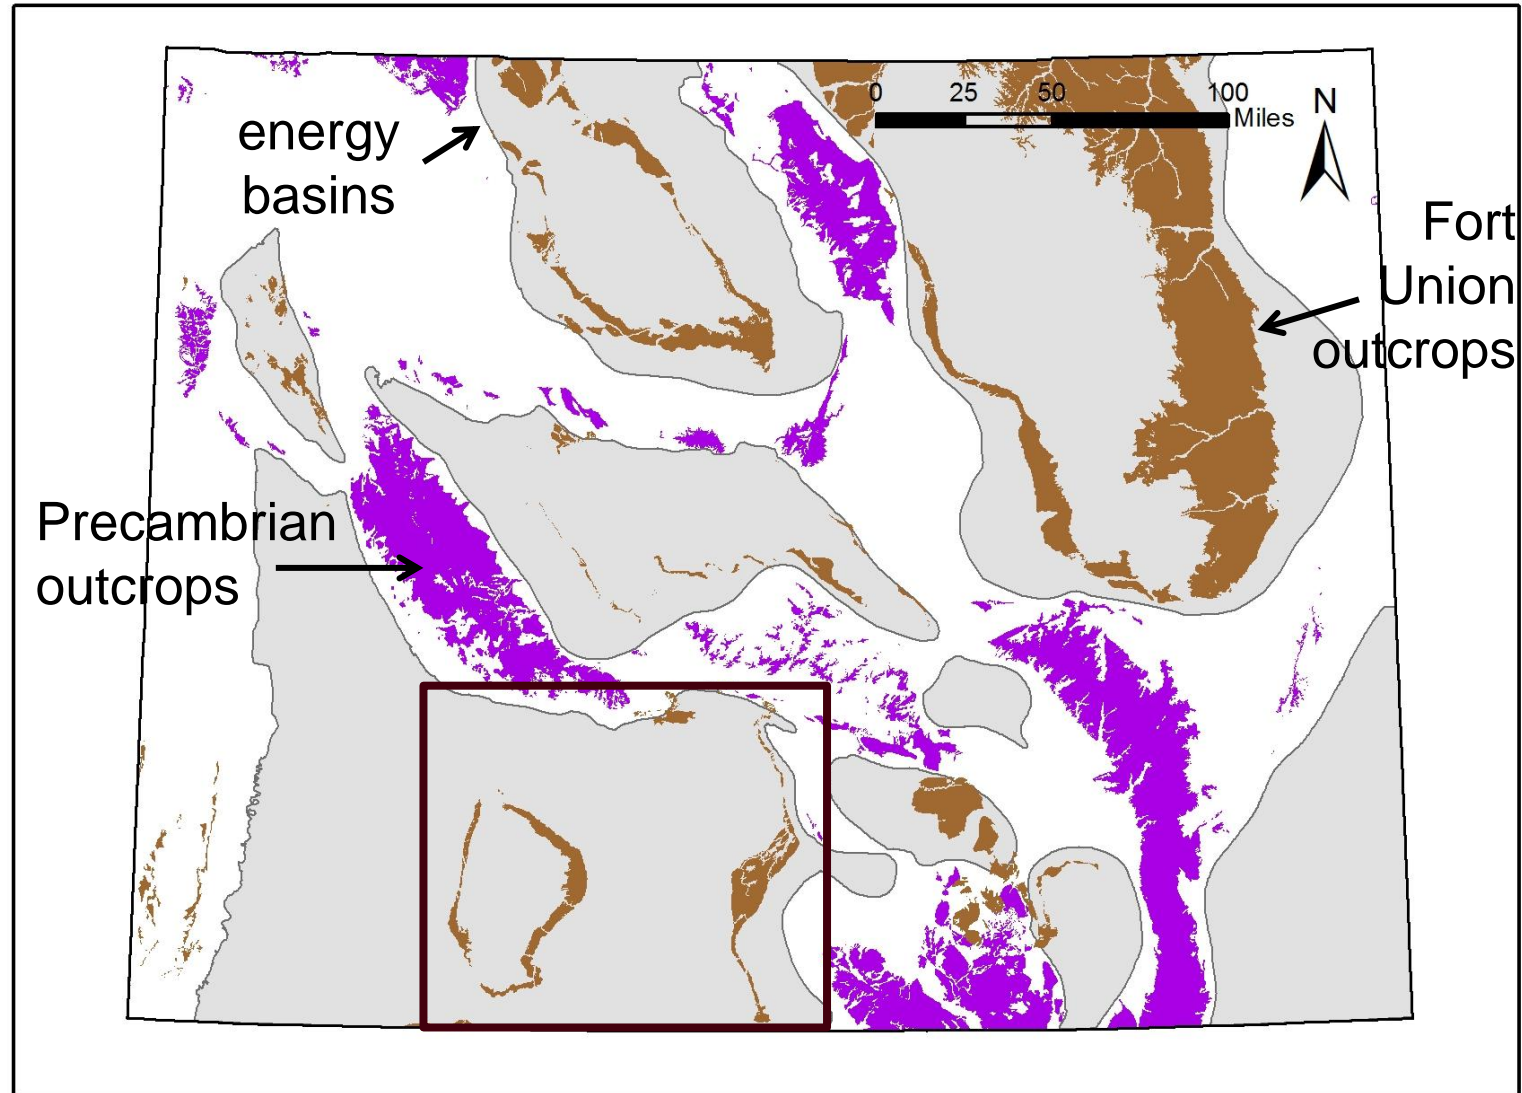 energy
basins
0 25 50 100
Miles
N
Fort
Union
outcrops
Precambrian
outcrops